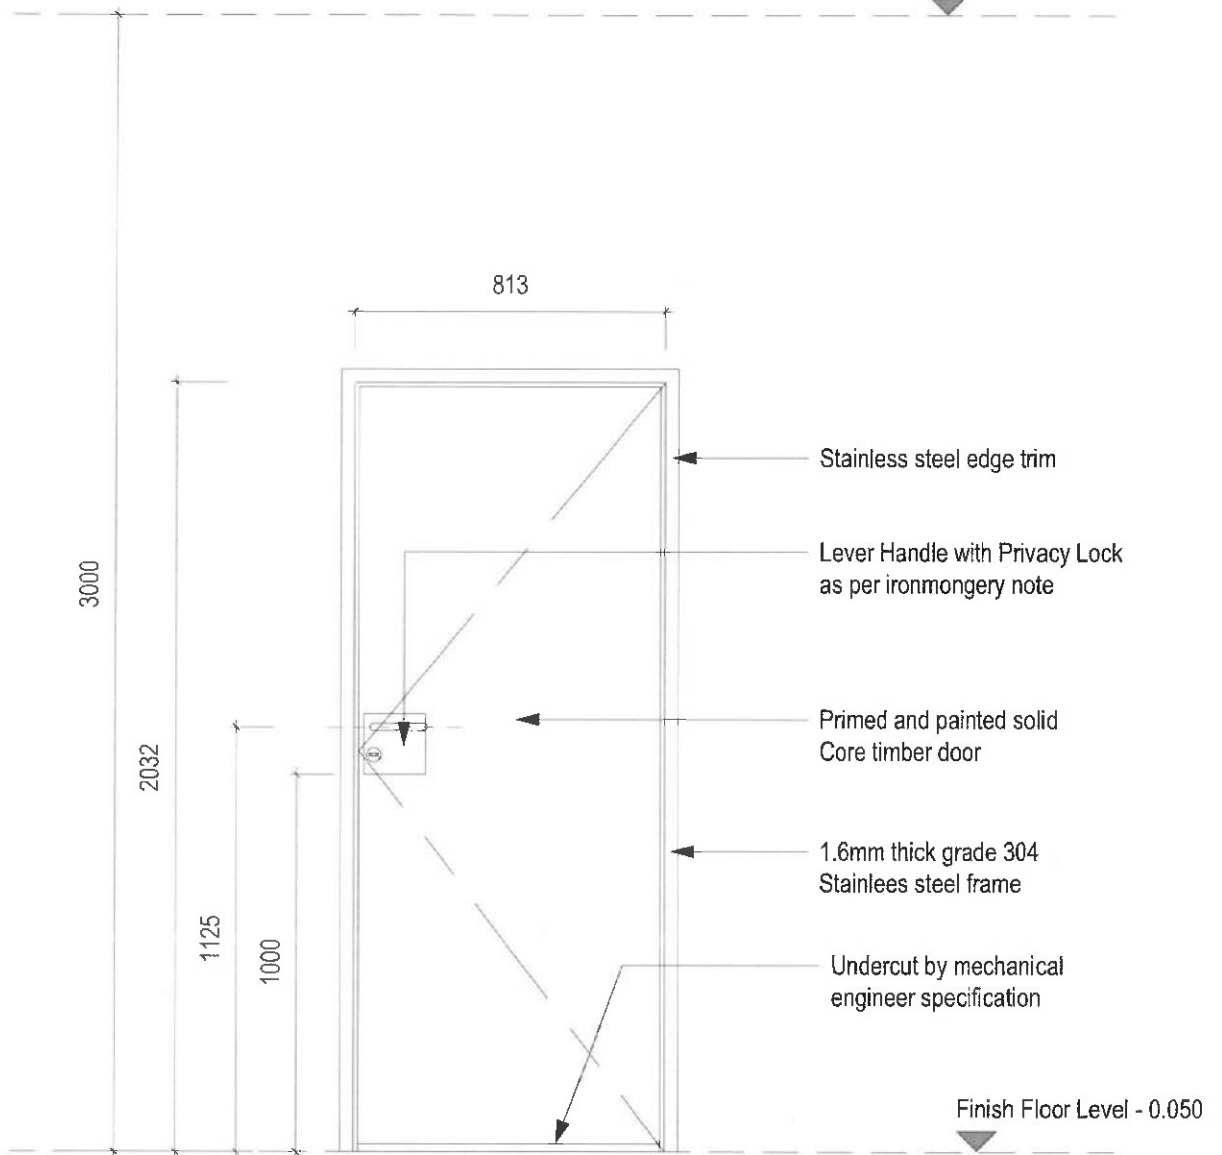 813
Stainless steel edge trim
Lever Handle with Privacy Lock
as per ironmongery note
3000
Primed and painted solid
Core timber door
2032
1.6mm thick grade 304
Stainlees steel frame
1125
1000
Undercut by mechanical
engineer specification
Finish Floor Level - 0.050